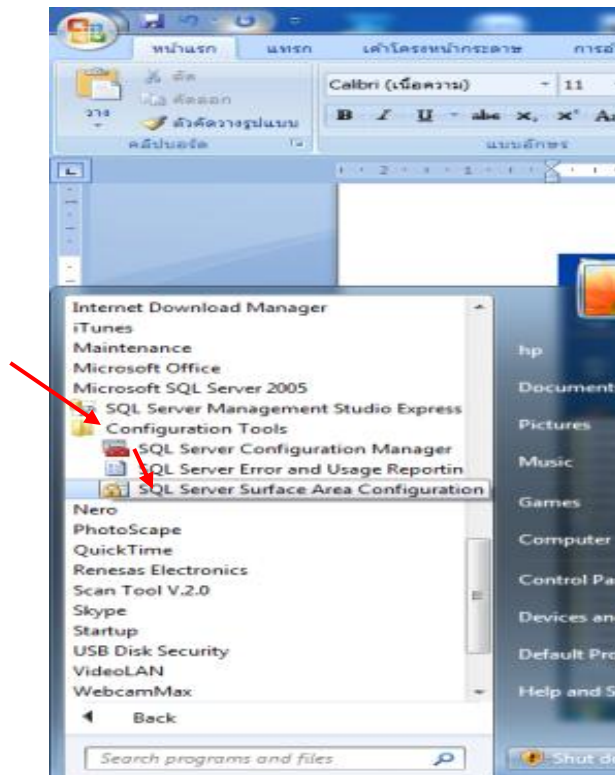 หน้าแรก แทรก เค้าโครงหน้ากระดาษ
ตัด
คัดลอก
วาง
ตัวคัดวางรูปแบบ
คลิปบอร์ด
Calibri (เนื้อความ) 11
B I U abc x, x²
แบบอักษร
2 1
Internet Download Manager
iTunes
Maintenance
Microsoft Office
Microsoft SQL Server 2005
SQL Server Management Studio Express
Configuration Tools
SQL Server Configuration Manager
SQL Server Error and Usage Reportin
SQL Server Surface Area Configuration
Nero
PhotoScape
QuickTime
Renesas Electronics
Scan Tool V.2.0
Skype
Startup
USB Disk Security
VideoLAN
WebcamMax
Back
Search programs and files
hp
Document
Pictures
Music
Games
Computer
Control Pa
Devices an
Default Pro
Help and S
Shut d